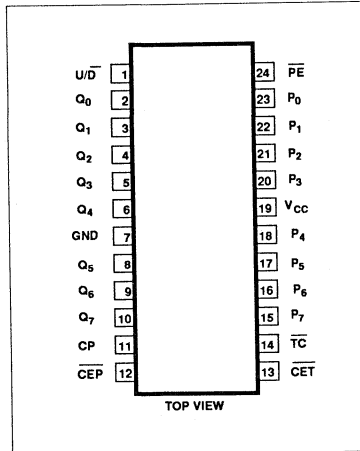 U/D̅ 1 24 P̅E̅
Q₀ 2 23 P₀
Q₁ 3 22 P₁
Q₂ 4 21 P₂
Q₃ 5 20 P₃
Q₄ 6 19 VCC
GND 7 18 P₄
Q₅ 8 17 P₅
Q₆ 9 16 P₆
Q₇ 10 15 P₇
CP 11 14 T̅C̅
C̅E̅P̅ 12 13 C̅E̅T̅
TOP VIEW